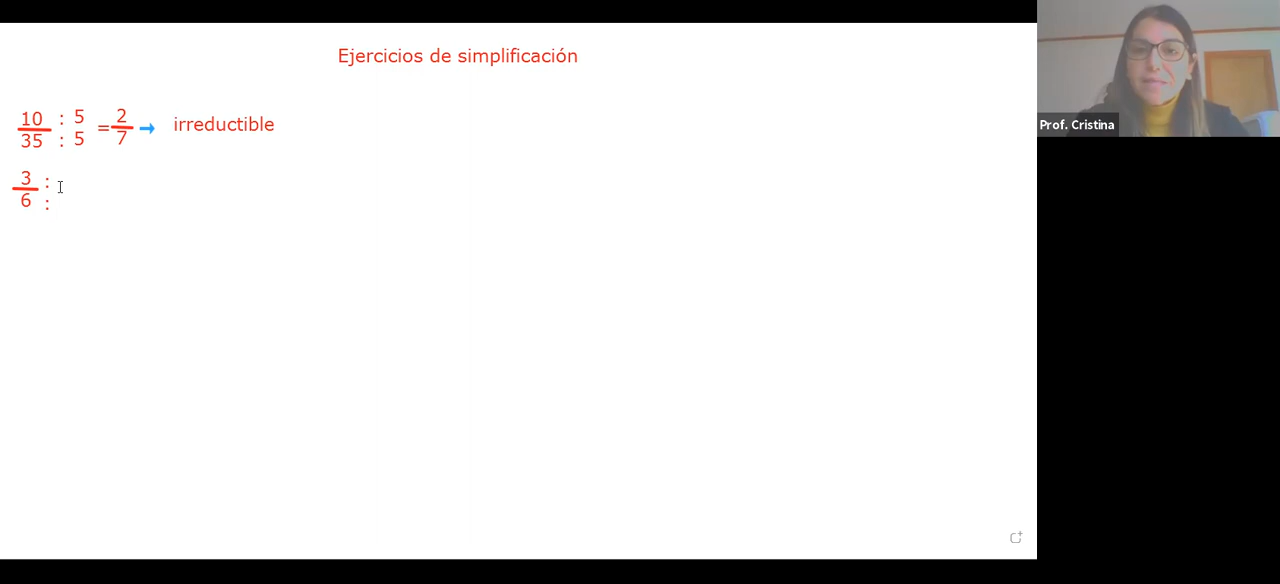 Ejercicios de simplificación
10 : 5 = 2 → irreductible
35 : 5 7
3 :
6 :
Prof. Cristina